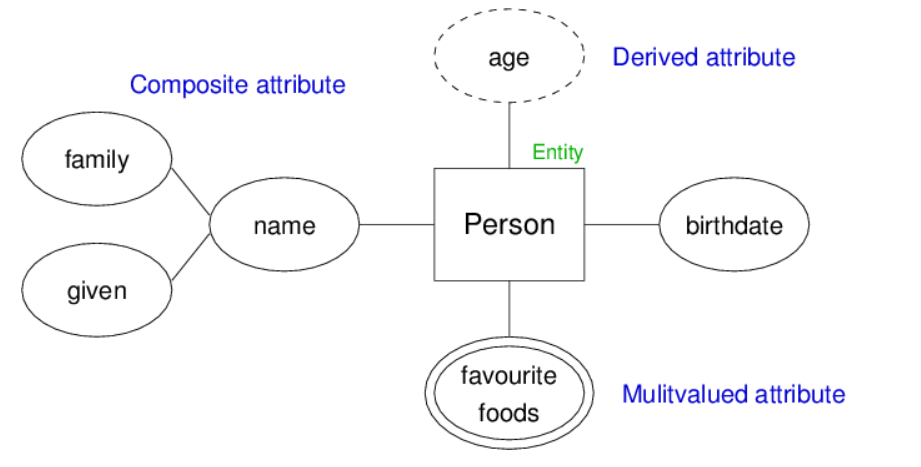 age
Derived attribute
Composite attribute
Entity
family
name
Person
birthdate
given
favourite
foods
Mulitvalued attribute